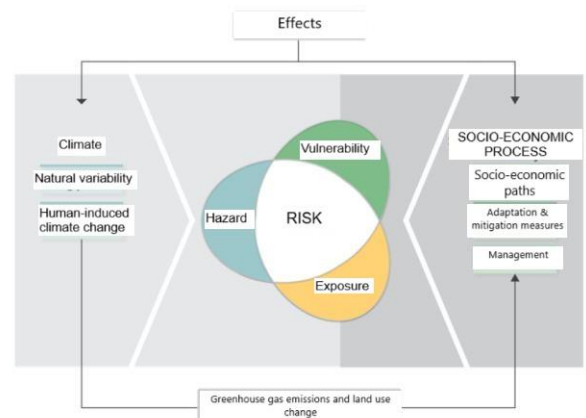 Effects
Climate
Natural variability
Human-induced
climate change
Vulnerability
Hazard
RISK
Exposure
SOCIO-ECONOMIC
PROCESS
Socio-economic
paths
Adaptation &
mitigation measures
Management
Greenhouse gas emissions and land use
change